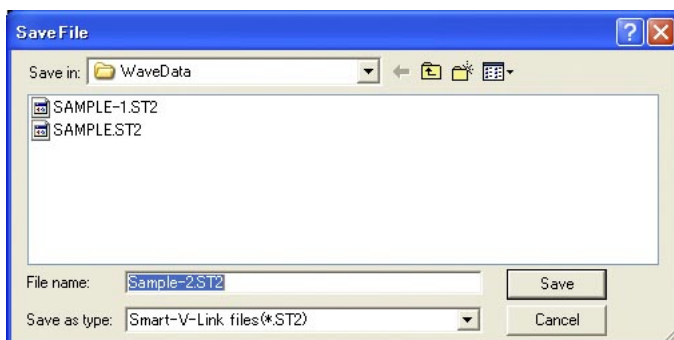 Save File
Save in: WaveData
SAMPLE-1.ST2
SAMPLE.ST2
File name: Sample-2.ST2 Save
Save as type: Smart-V-Link files(*.ST2) Cancel